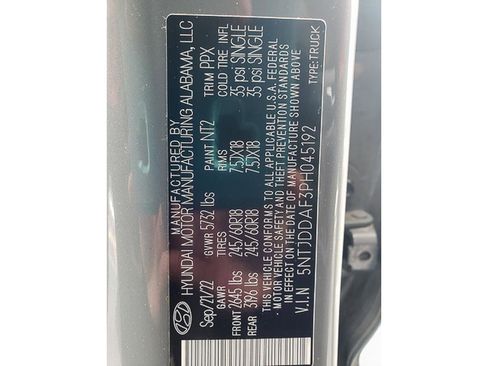 MANUFACTURED BY
HYUNDAI MOTOR MANUFACTURING ALABAMA, LLC
Sep/21/22 GVWR 5732 lbs PAINT NT2 TRIM PPX
GAWR TIRES RIMS COLD TIRE INFL
FRONT 2645 lbs 245/60R18 7.5JX18 35 psi SINGLE
REAR 3196 lbs 245/60R18 7.5JX18 35 psi SINGLE
THIS VEHICLE CONFORMS TO ALL APPLICABLE U.S.A. FEDERAL
MOTOR VEHICLE SAFETY AND THEFT PREVENTION STANDARDS
IN EFFECT ON THE DATE OF MANUFACTURE SHOWN ABOVE
V.I.N 5NTJDDAF3PH045192 TYPE:TRUCK